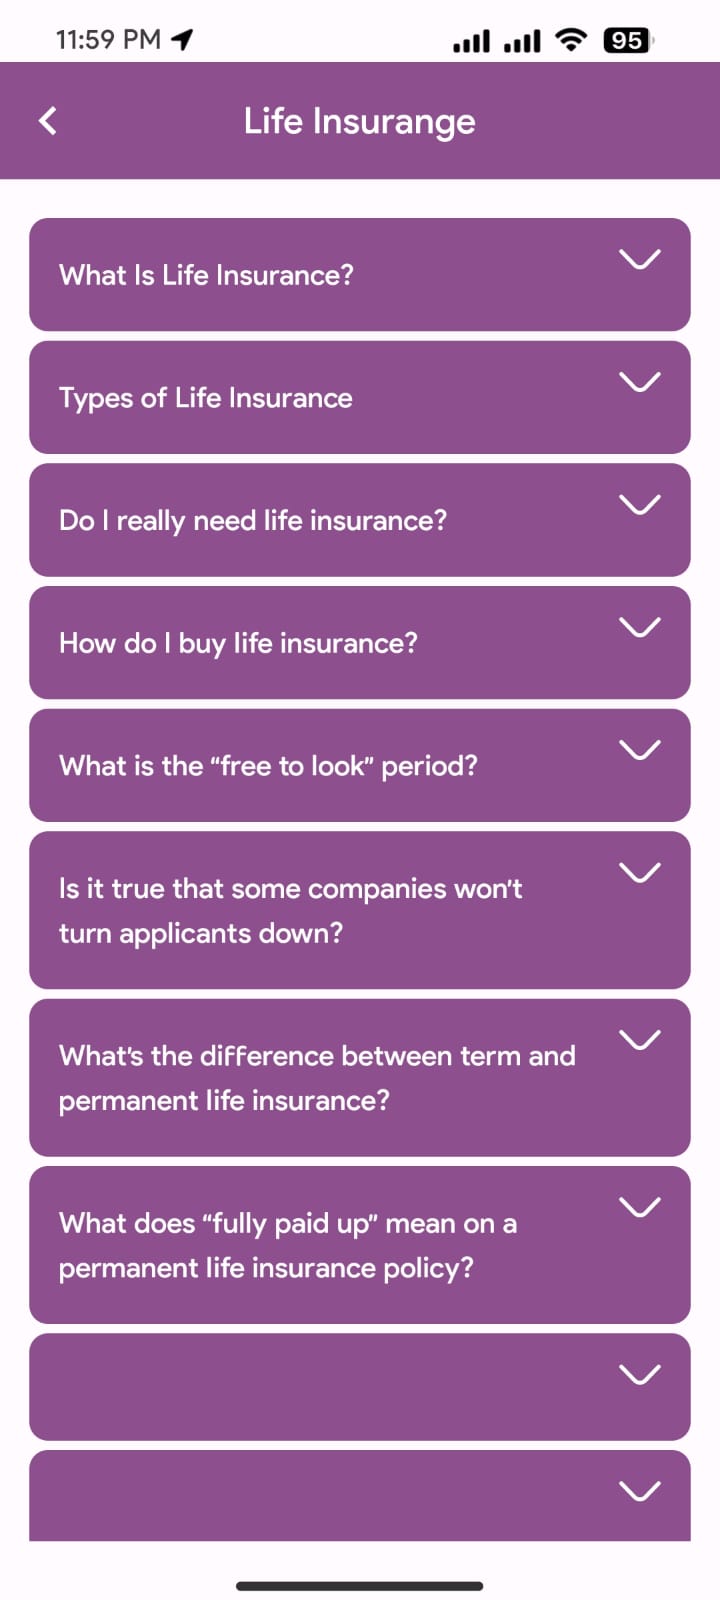 11:59 PM
95
Life Insurange
What Is Life Insurance?
Types of Life Insurance
Do I really need life insurance?
How do I buy life insurance?
What is the “free to look” period?
Is it true that some companies won't
turn applicants down?
What's the difference between term and
permanent life insurance?
What does “fully paid up” mean on a
permanent life insurance policy?